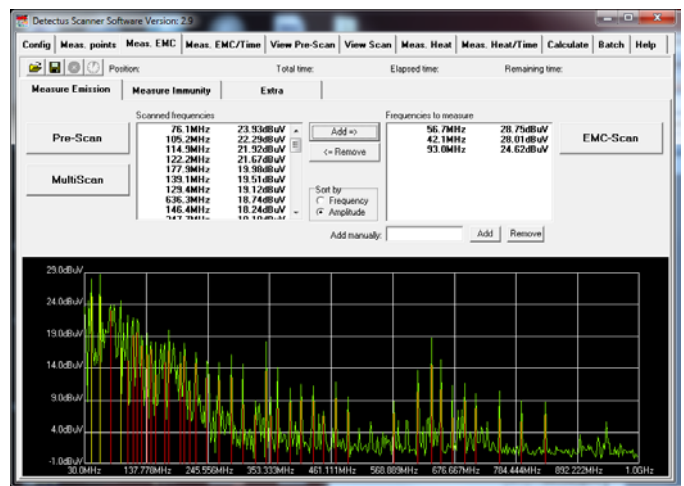 Detectus Scanner Software Version: 2.9
Config Meas. points Meas. EMC Meas. EMC/Time View Pre-Scan View Scan Meas. Heat Meas. Heat/Time Calculate Batch Help
Position: Total time: Elapsed time: Remaining time:
Measure Emission Measure Immunity Extra
Scanned frequencies Frequencies to measure
Pre-Scan
MultiScan
76.1MHz 23.93dBuV
105.2MHz 22.29dBuV
114.9MHz 21.92dBuV
122.2MHz 21.67dBuV
177.9MHz 19.98dBuV
139.1MHz 19.51dBuV
129.4MHz 19.12dBuV
636.3MHz 18.74dBuV
146.4MHz 18.24dBuV
Add =>
<= Remove
Sort by
Frequency
Amplitude
56.7MHz 28.75dBuV
42.1MHz 28.01dBuV
93.0MHz 24.62dBuV
EMC-Scan
Add manually: Add Remove
29.0dBuV
24.0dBuV
19.0dBuV
14.0dBuV
9.0dBuV
4.0dBuV
-1.0dBuV
30.0MHz 137.778MHz 245.556MHz 353.333MHz 461.111MHz 568.889MHz 676.667MHz 784.444MHz 892.222MHz 1.0GHz